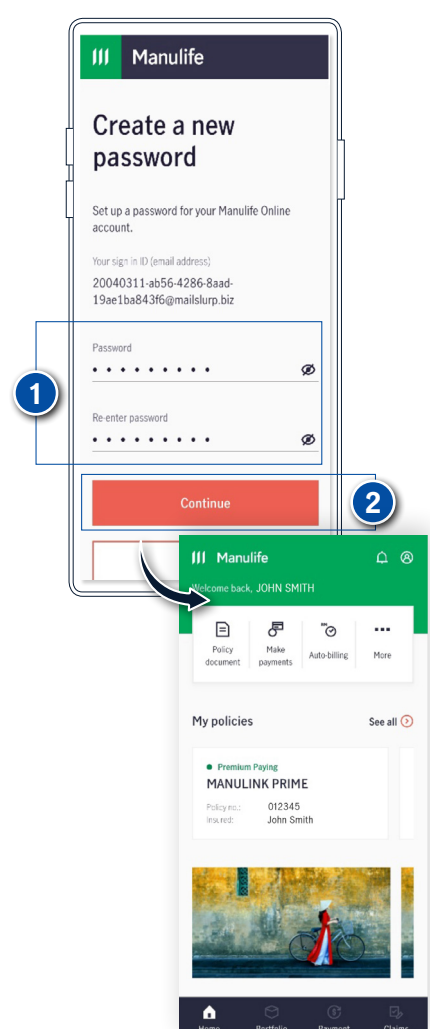 Manulife
Create a new
password
Set up a password for your Manulife Online
account.
Your sign in ID (email address)
20040311-ab56-4286-8aad-
19ae1ba843f6@mailslurp.biz
Password
1
Re-enter password
Continue
2
Manulife
Welcome back, JOHN SMITH
Policy
document
Make
payments
Auto-billing
More
My policies
See all
Premium Paying
MANULINK PRIME
Policy no.: 012345
Insured: John Smith
Home Portfolio Payment Claims